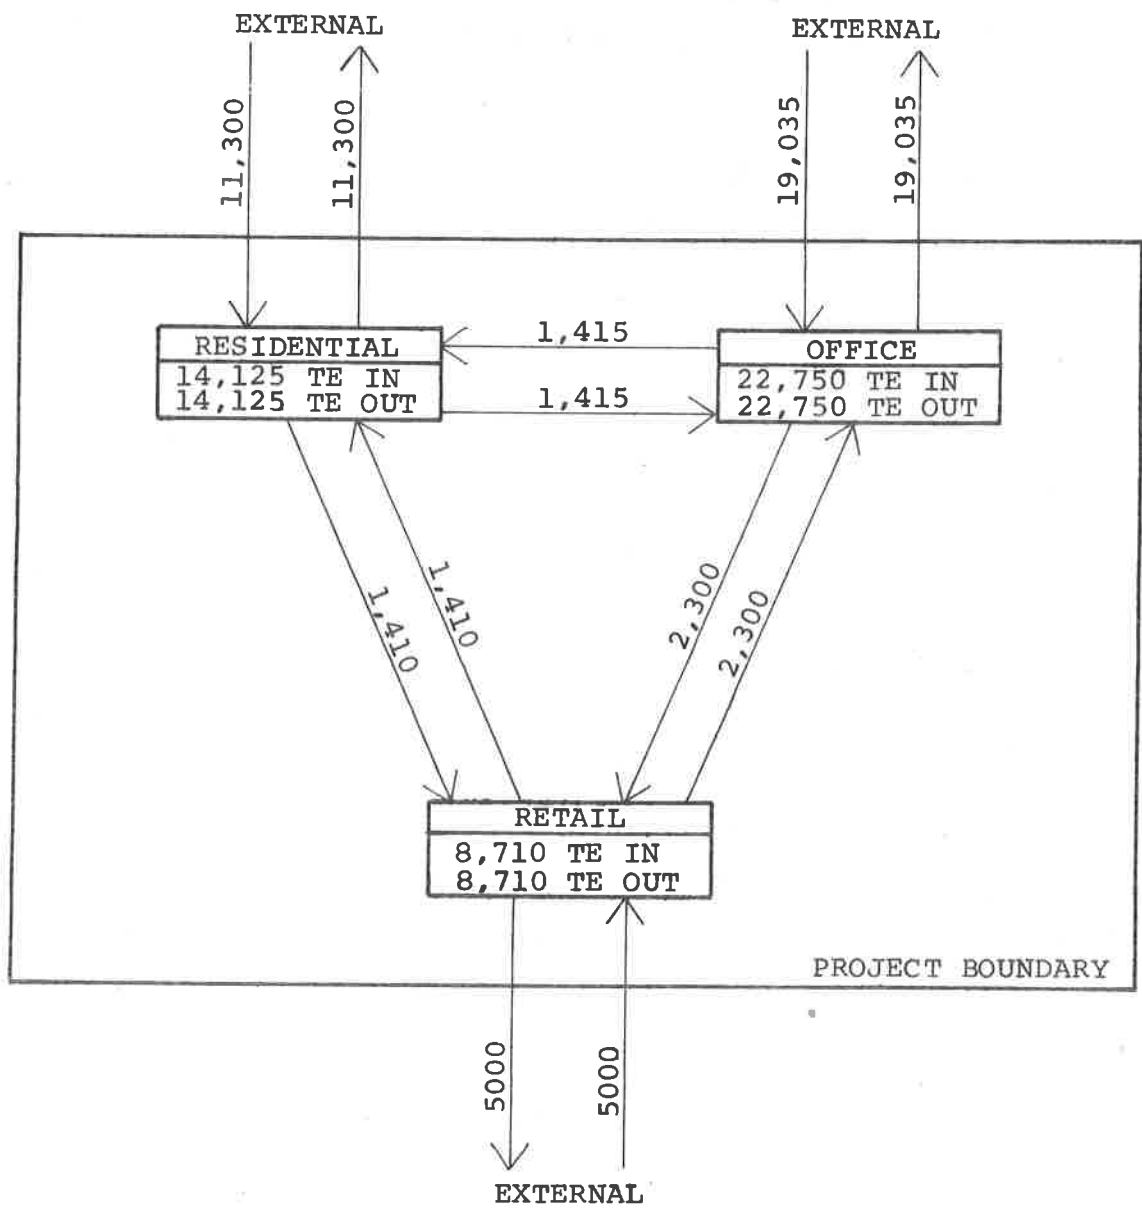 EXTERNAL
EXTERNAL
11,300
11,300
19,035
19,035
RESIDENTIAL
14,125 TE IN
14,125 TE OUT
1,415
1,415
OFFICE
22,750 TE IN
22,750 TE OUT
1,410
1,410
2,300
2,300
RETAIL
8,710 TE IN
8,710 TE OUT
PROJECT BOUNDARY
5000
5000
EXTERNAL